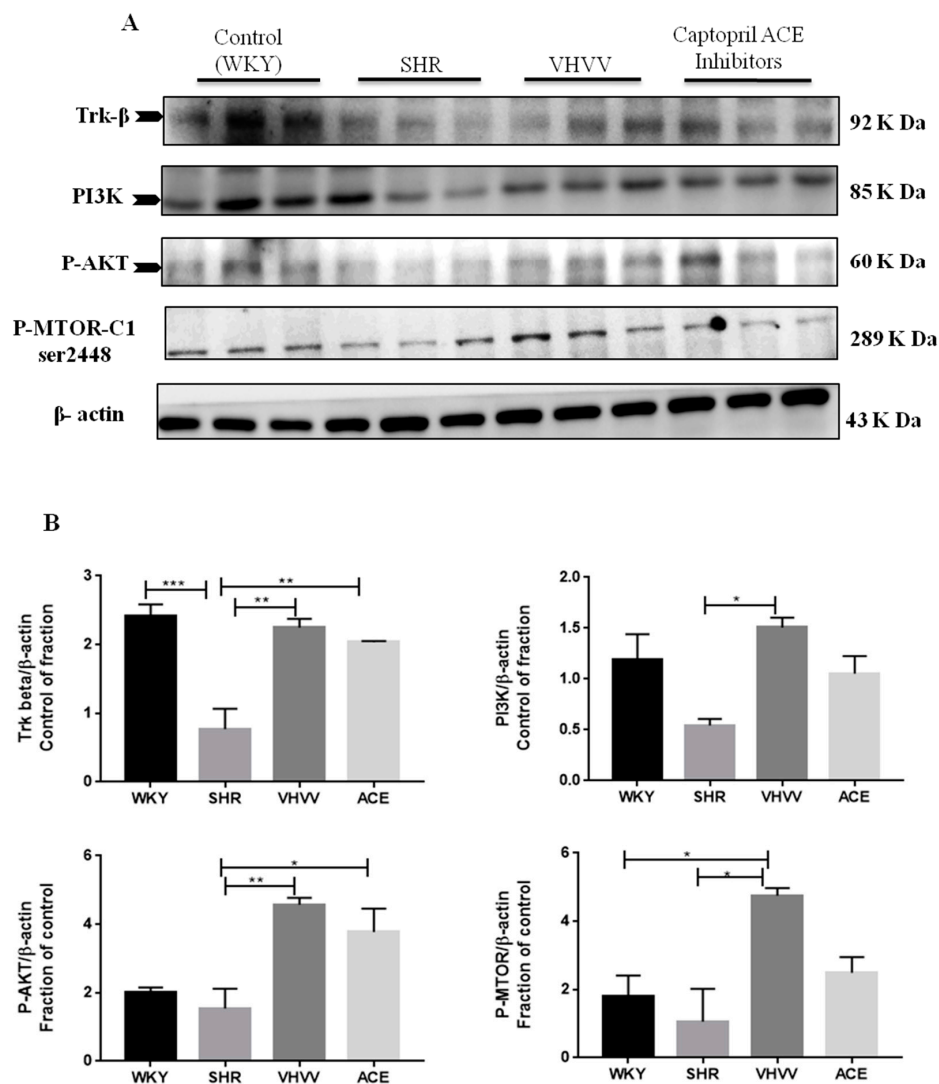 A
Control
(WKY)
SHR
VHVV
Captopril ACE
Inhibitors
Trk-β
92 K Da
PI3K
85 K Da
P-AKT
60 K Da
P-MTOR-C1
ser2448
289 K Da
β- actin
43 K Da
B
Trk beta/β-actin
Control of fraction
3
2
1
0
***
**
**
WKY SHR VHVV ACE
PI3K/β-actin
Control of fraction
2.0
1.5
1.0
0.5
0.0
*
WKY SHR VHVV ACE
P-AKT/β-actin
Fraction of control
6
4
2
0
*
**
WKY SHR VHVV ACE
P-MTOR/β-actin
Fraction of control
6
4
2
0
*
*
WKY SHR VHVV ACE